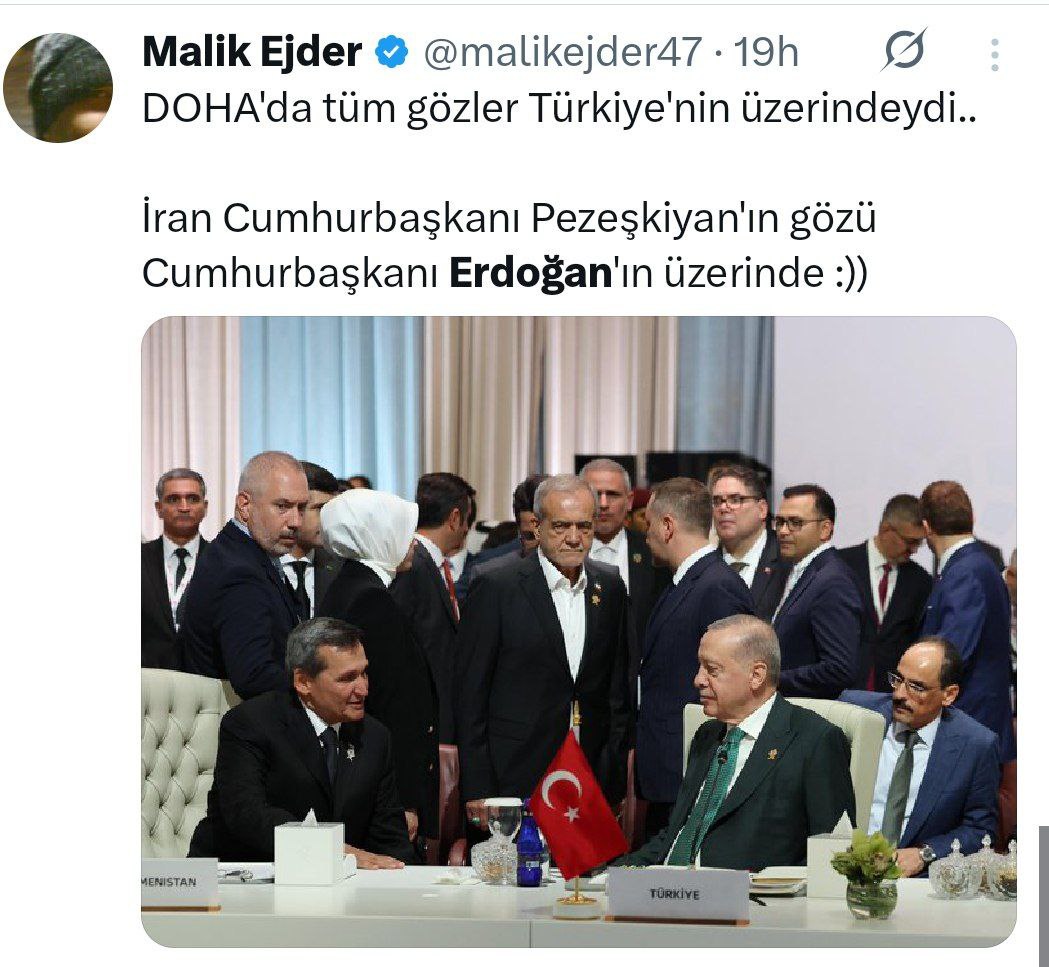 Malik Ejder @malikejder47 · 19h
DOHA'da tüm gözler Türkiye'nin üzerindeydi..
İran Cumhurbaşkanı Pezeşkiyan'ın gözü
Cumhurbaşkanı Erdoğan'ın üzerinde :))
MENISTAN
TÜRKİYE